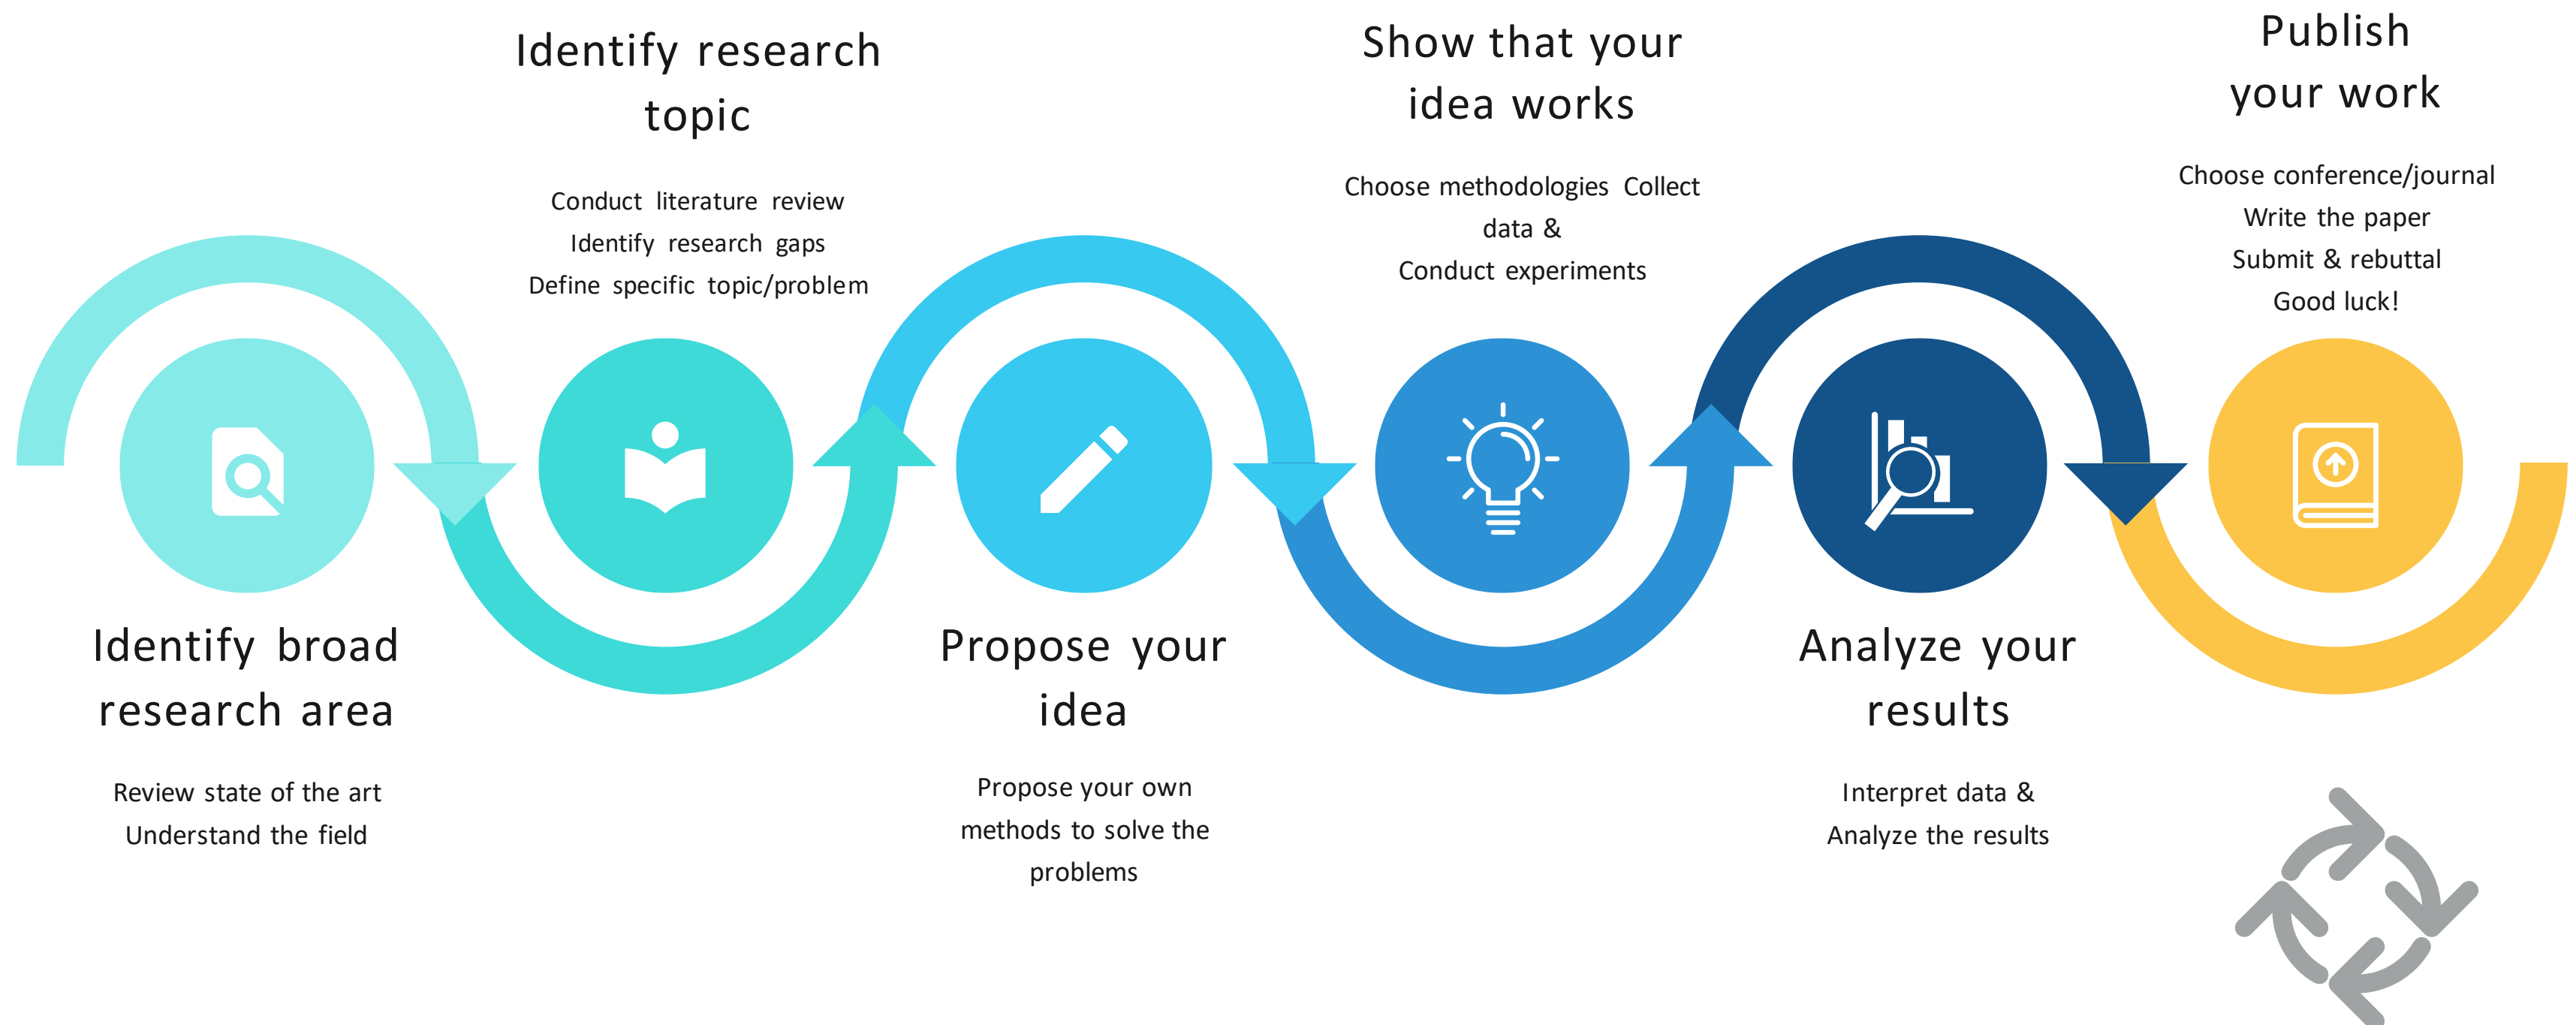 Identify broad
research area
Review state of the art
Understand the field
Identify research
topic
Conduct literature review
Identify research gaps
Define specific topic/problem
Propose your
idea
Propose your own
methods to solve the
problems
Show that your
idea works
Choose methodologies Collect
data &
Conduct experiments
Analyze your
results
Interpret data &
Analyze the results
Publish
your work
Choose conference/journal
Write the paper
Submit & rebuttal
Good luck!